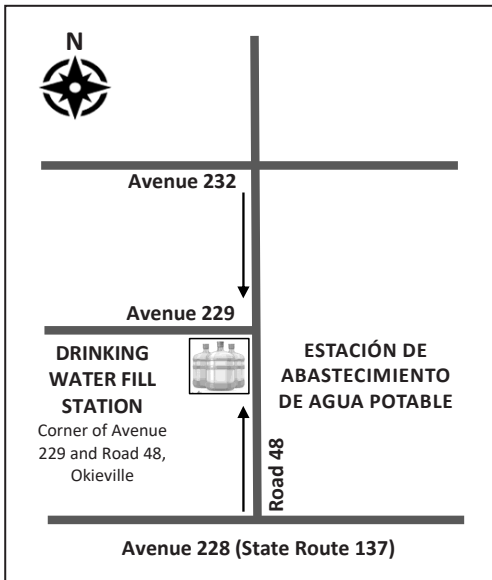 N
Avenue 232
Avenue 229
DRINKING
WATER FILL
STATION
Corner of Avenue
229 and Road 48,
Okieville
ESTACIÓN DE
ABASTECIMIENTO
DE AGUA POTABLE
Road 48
Avenue 228 (State Route 137)